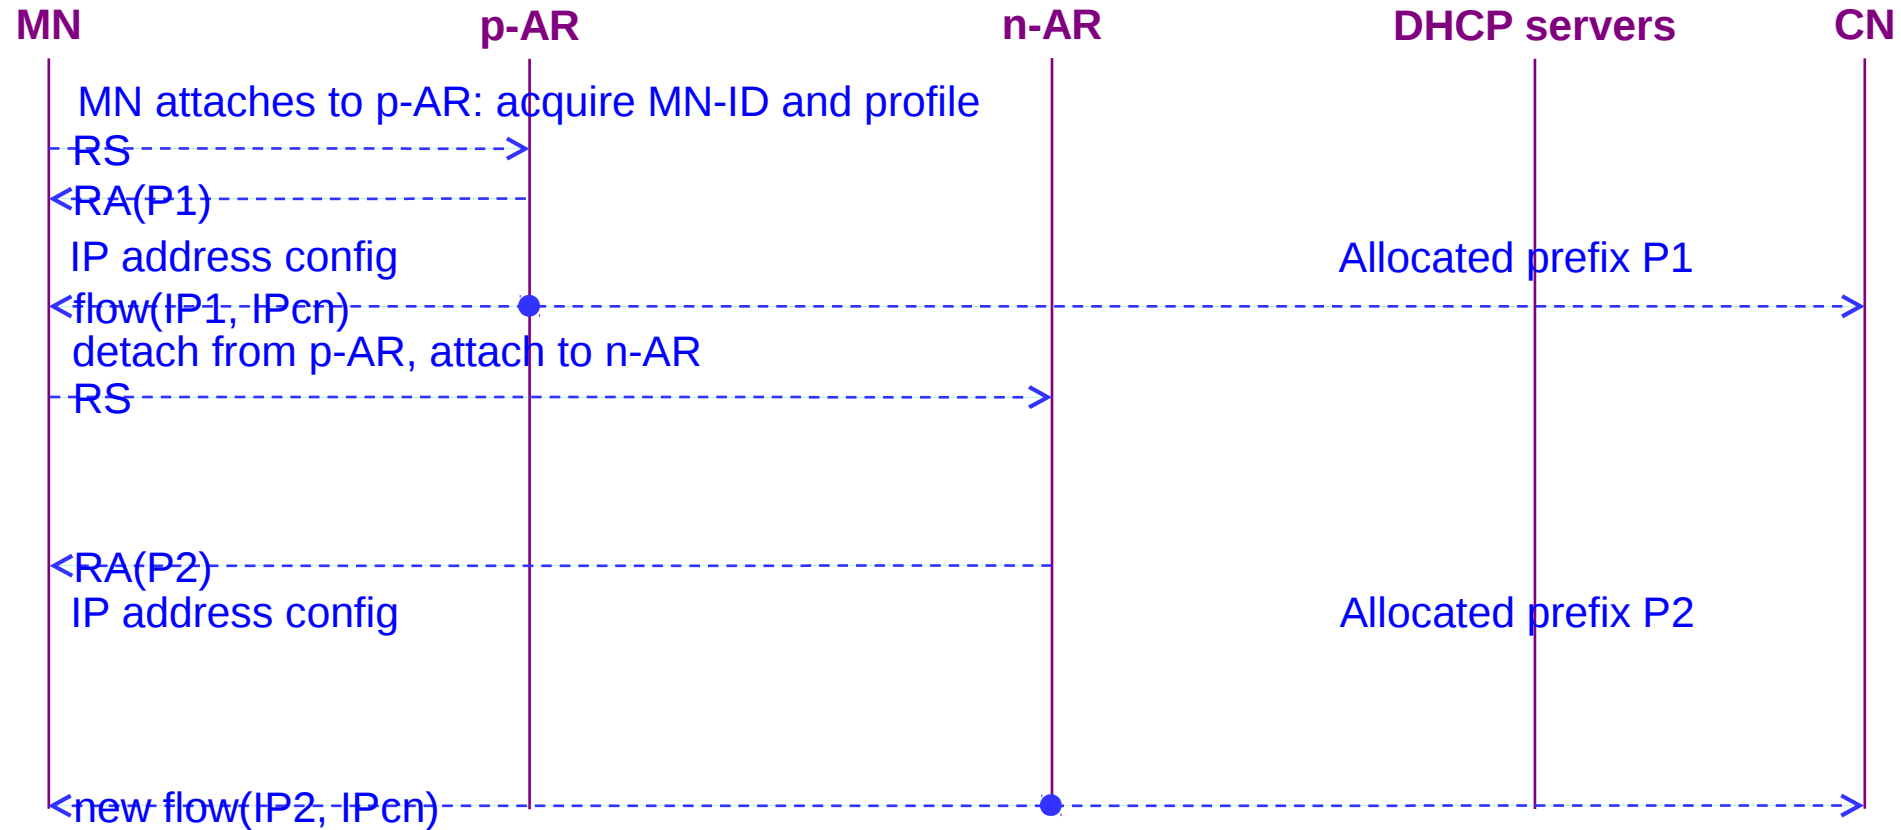 MN p-AR n-AR DHCP servers CN
MN attaches to p-AR: acquire MN-ID and profile
RS
RA(P1)
IP address config Allocated prefix P1
flow(IP1, IPcn)
detach from p-AR, attach to n-AR
RS
RA(P2)
IP address config Allocated prefix P2
new flow(IP2, IPcn)